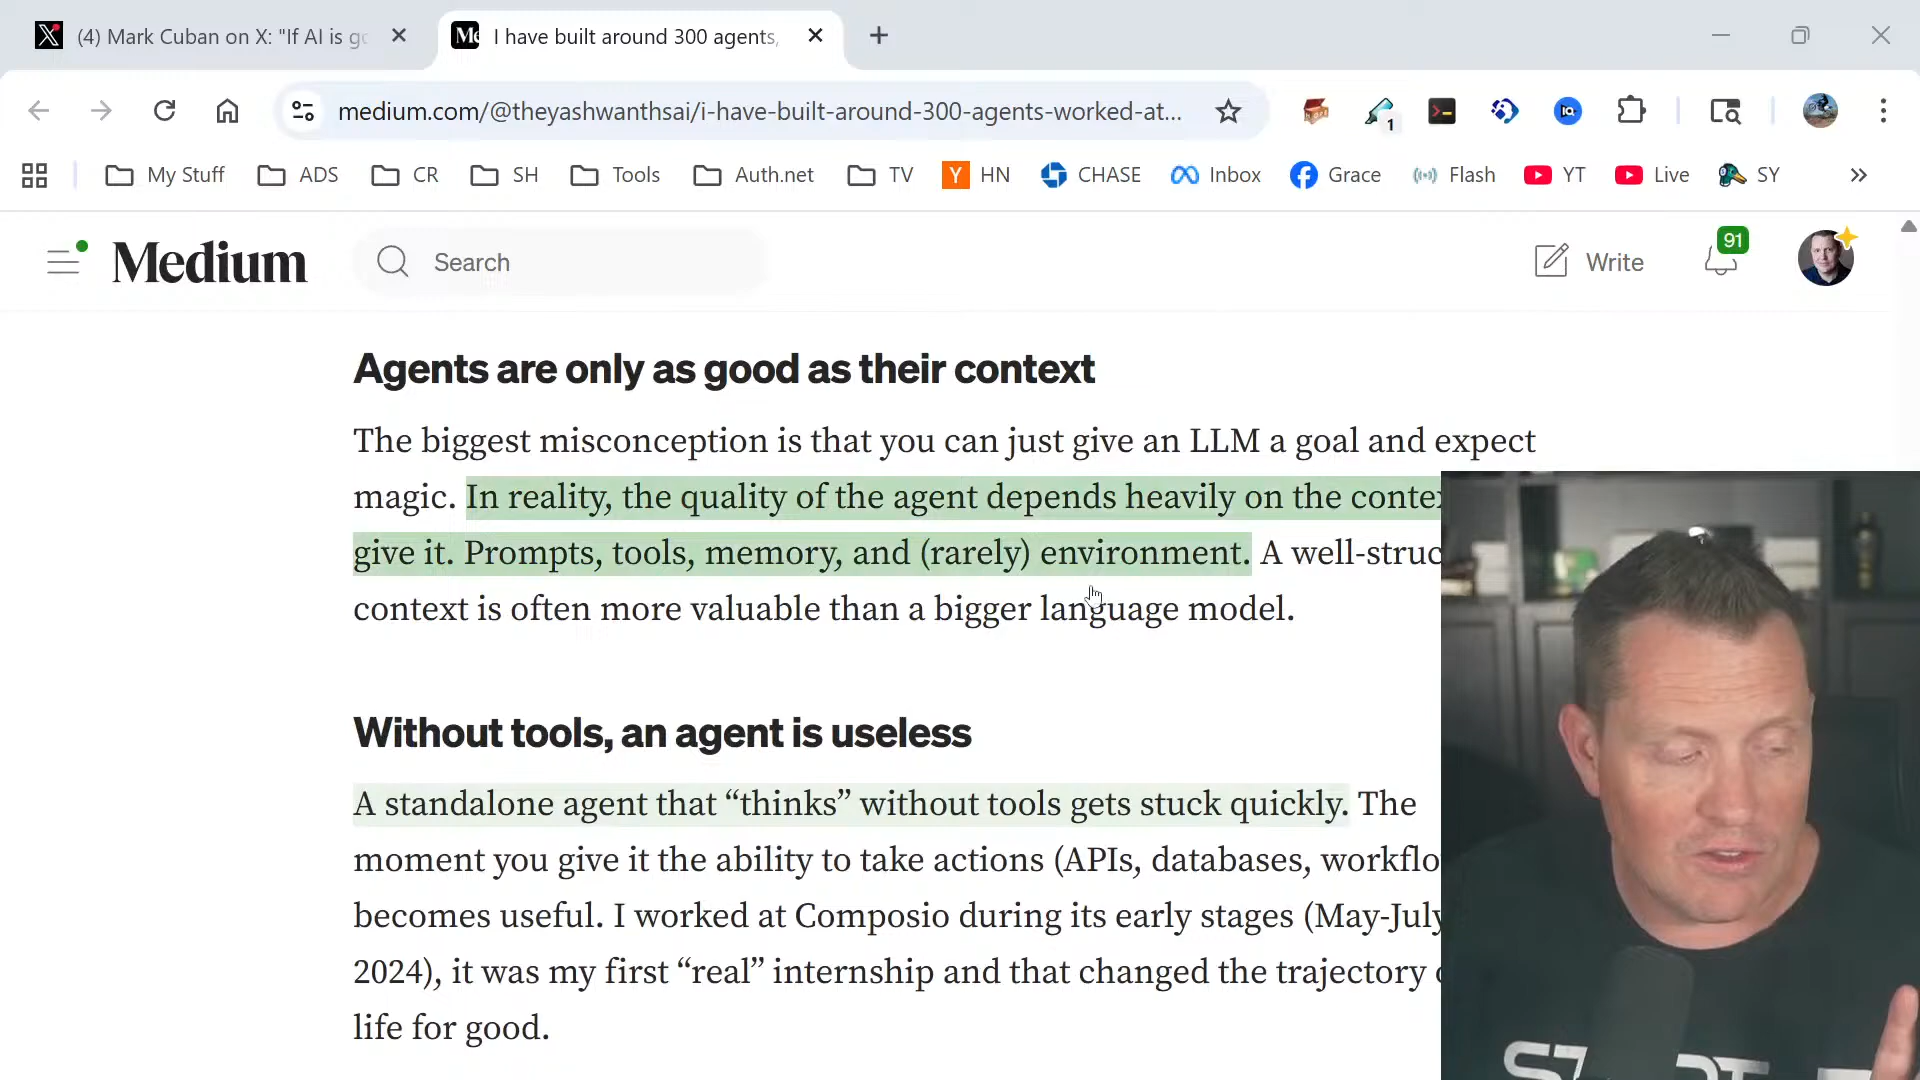 (4) Mark Cuban on X: "If AI is go
I have built around 300 agents,
medium.com/@theyashwanthsai/i-have-built-around-300-agents-worked-at...
1
My Stuff
ADS
CR
SH
Tools
Auth.net
TV
HN
CHASE
Inbox
Grace
Flash
YT
Live
SY
Medium
Search
Write
91
Agents are only as good as their context
The biggest misconception is that you can just give an LLM a goal and expect
magic. In reality, the quality of the agent depends heavily on the contex
give it. Prompts, tools, memory, and (rarely) environment. A well-struc
context is often more valuable than a bigger language model.
Without tools, an agent is useless
A standalone agent that “thinks” without tools gets stuck quickly. The
moment you give it the ability to take actions (APIs, databases, workflo
becomes useful. I worked at Composio during its early stages (May-July
2024), it was my first “real” internship and that changed the trajectory
life for good.